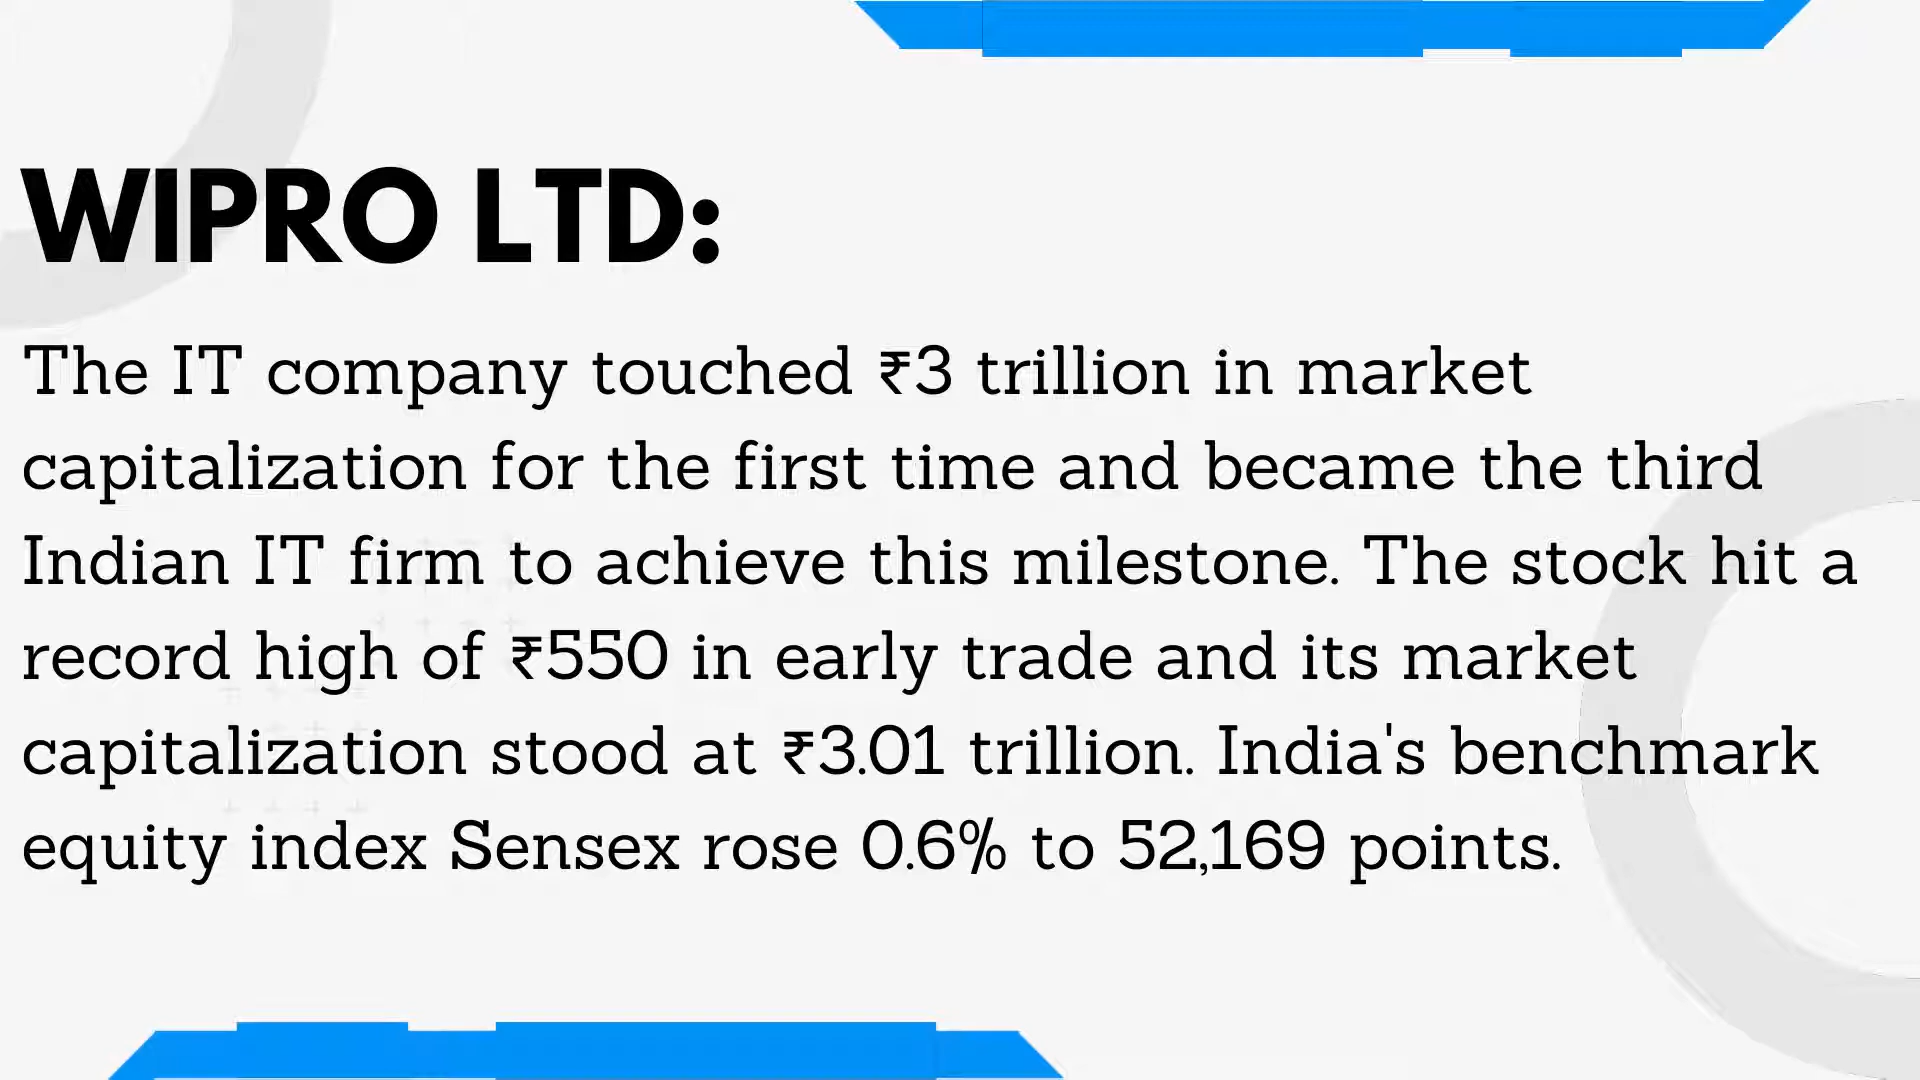 WIPRO LTD:
The IT company touched ₹3 trillion in market
capitalization for the first time and became the third
Indian IT firm to achieve this milestone. The stock hit a
record high of ₹550 in early trade and its market
capitalization stood at ₹3.01 trillion. India's benchmark
equity index Sensex rose 0.6% to 52,169 points.